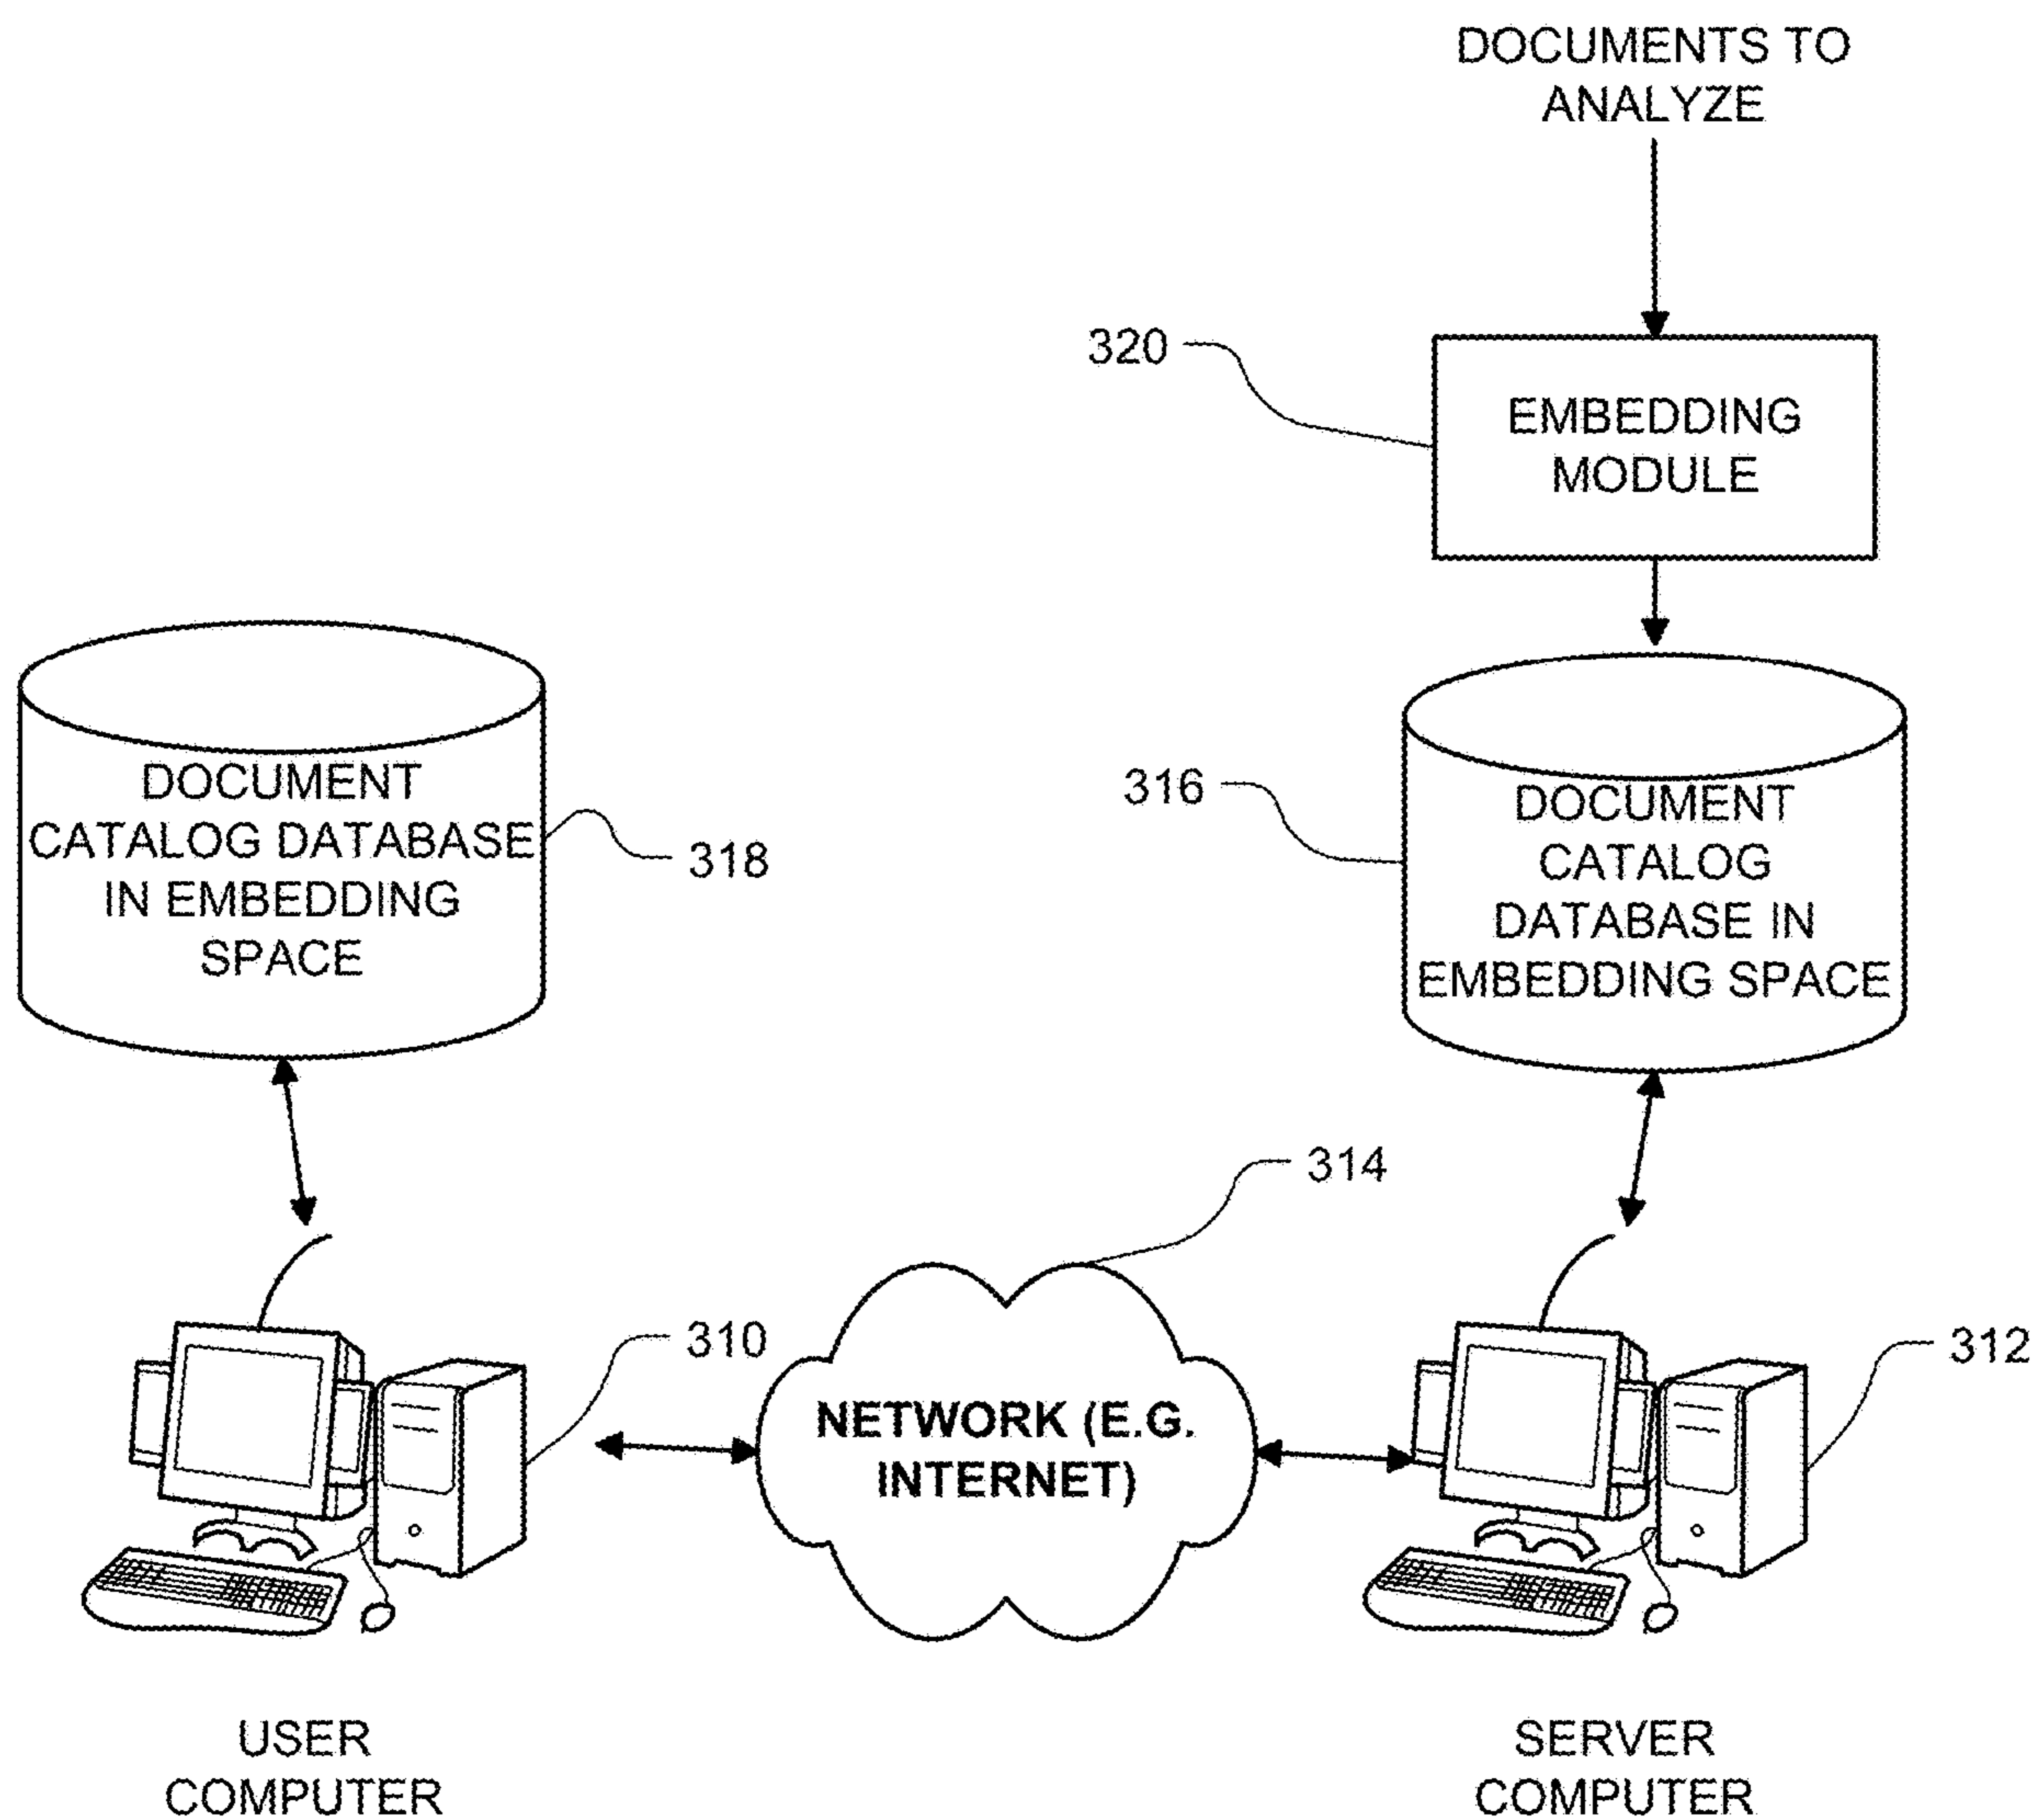 DOCUMENTS TO
ANALYZE
320
EMBEDDING
MODULE
DOCUMENT
CATALOG DATABASE
IN EMBEDDING
SPACE
318
316
DOCUMENT
CATALOG
DATABASE IN
EMBEDDING SPACE
314
310
NETWORK (E.G.
INTERNET)
312
USER
COMPUTER
SERVER
COMPUTER